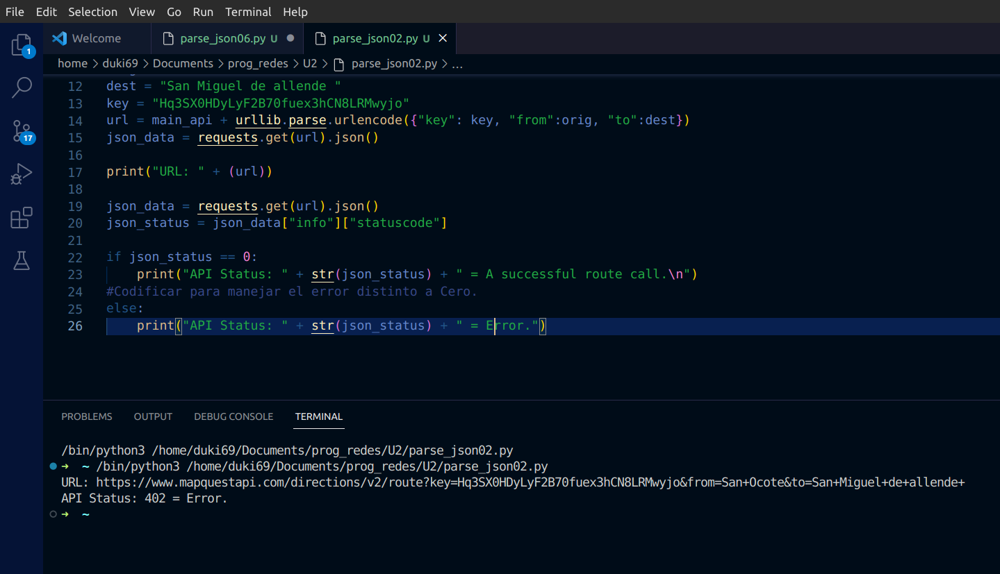 File Edit Selection View Go Run Terminal Help
Welcome parse_json06.py U parse_json02.py U
1
home > duki69 > Documents > prog_redes > U2 > parse_json02.py > ...
12 dest = "San Miguel de allende "
13 key = "Hq3SX0HDyLyF2B70fuex3hCN8LRMwyjo"
14 url = main_api + urllib.parse.urlencode({"key": key, "from":orig, "to":dest})
15 json_data = requests.get(url).json()
17
16
17 print("URL: " + (url))
18
19 json_data = requests.get(url).json()
20 json_status = json_data["info"]["statuscode"]
21
22 if json_status == 0:
23 print("API Status: " + str(json_status) + " = A successful route call.\n")
24 #Codificar para manejar el error distinto a Cero.
25 else:
26 print("API Status: " + str(json_status) + " = Error.")
PROBLEMS OUTPUT DEBUG CONSOLE TERMINAL
/bin/python3 /home/duki69/Documents/prog_redes/U2/parse_json02.py
➜ ~ /bin/python3 /home/duki69/Documents/prog_redes/U2/parse_json02.py
URL: https://www.mapquestapi.com/directions/v2/route?key=Hq3SX0HDyLyF2B70fuex3hCN8LRMwyjo&from=San+Ocote&to=San+Miguel+de+allende+
API Status: 402 = Error.
➜ ~